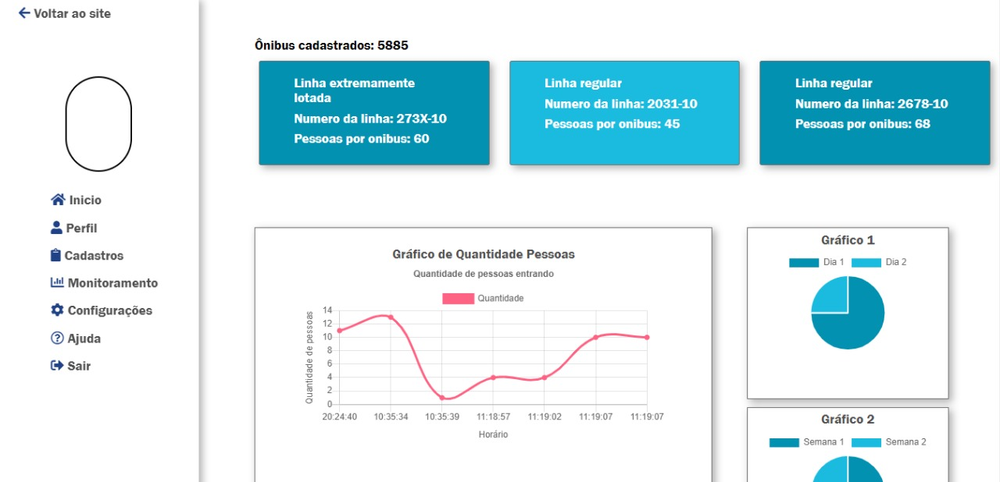 Voltar ao site
Inicio
Perfil
Cadastros
Monitoramento
Configurações
Ajuda
Sair
Ônibus cadastrados: 5885
Linha extremamente
lotada
Numero da linha: 273X-10
Pessoas por onibus: 60
Linha regular
Numero da linha: 2031-10
Pessoas por onibus: 45
Linha regular
Numero da linha: 2678-10
Pessoas por onibus: 68
Gráfico de Quantidade Pessoas
Quantidade de pessoas entrando
Quantidade
Quantidade de pessoas
14
12
10
8
6
4
2
0
20:24:40 10:35:34 10:35:39 11:18:57 11:19:02 11:19:07 11:19:07
Horário
Gráfico 1
Dia 1 Dia 2
Gráfico 2
Semana 1 Semana 2